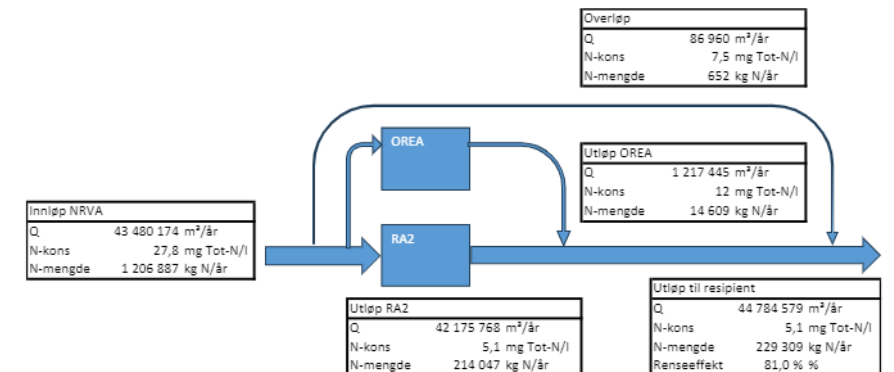 Overløp
Q 86 960 m³/år
N-kons 7,5 mg Tot-N/l
N-mengde 652 kg N/år
OREA
Utløp OREA
Q 1 217 445 m³/år
N-kons 12 mg Tot-N/l
N-mengde 14 609 kg N/år
Innløp NRVA
Q 43 480 174 m³/år
N-kons 27,8 mg Tot-N/l
N-mengde 1 206 887 kg N/år
RA2
Utløp RA2
Q 42 175 768 m³/år
N-kons 5,1 mg Tot-N/l
N-mengde 214 047 kg N/år
Utløp til resipient
Q 44 784 579 m³/år
N-kons 5,1 mg Tot-N/l
N-mengde 229 309 kg N/år
Renseeffekt 81,0 % %